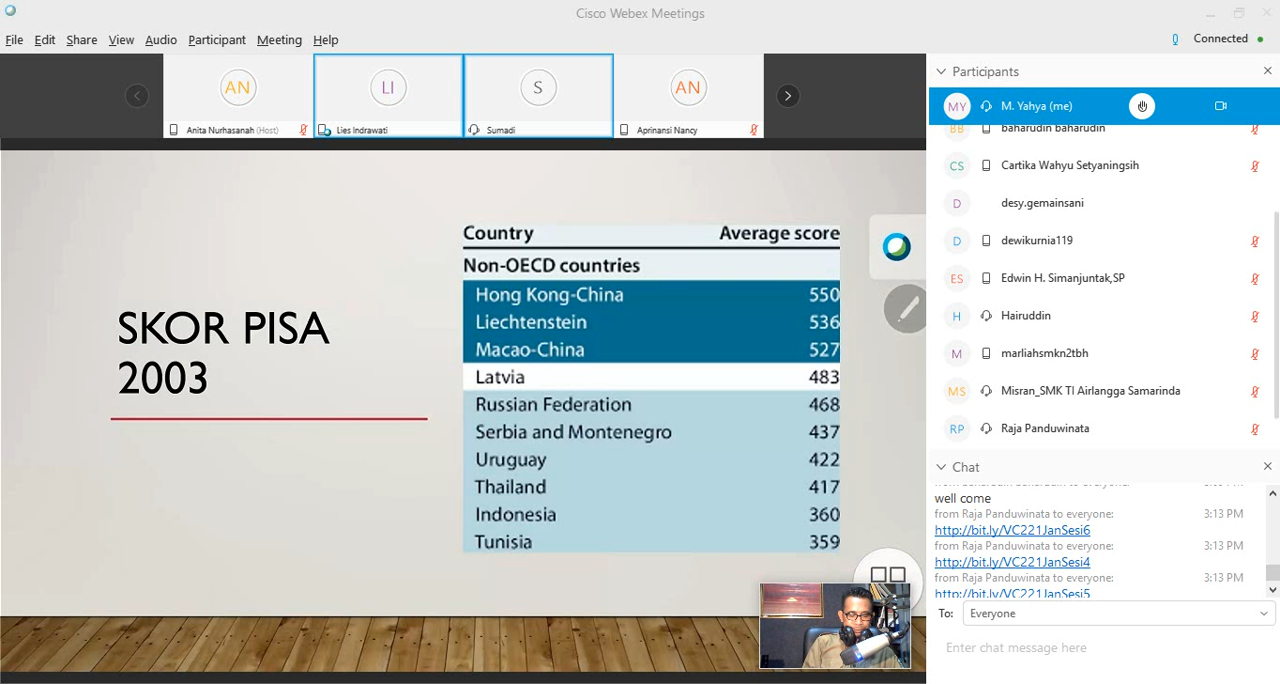 Cisco Webex Meetings
File Edit Share View Audio Participant Meeting Help
Connected
AN
LI
S
AN
Anita Nurhasanah (Host)
Lies Indrawati
Sumadi
Aprinansi Nancy
SKOR PISA
2003
Country Average score
Non-OECD countries
Hong Kong-China 550
Liechtenstein 536
Macao-China 527
Latvia 483
Russian Federation 468
Serbia and Montenegro 437
Uruguay 422
Thailand 417
Indonesia 360
Tunisia 359
Participants
MY M. Yahya (me)
BB baharudin baharudin
CS Cartika Wahyu Setyaningsih
D desy.gemainsani
D dewikurnia119
ES Edwin H. Simanjuntak,SP
H Hairuddin
M marliahsmkn2tbh
MS Misran_SMK TI Airlangga Samarinda
RP Raja Panduwinata
Chat
well come
from Raja Panduwinata to everyone: 3:13 PM
http://bit.ly/VC221JanSesi6
from Raja Panduwinata to everyone: 3:13 PM
http://bit.ly/VC221JanSesi4
from Raja Panduwinata to everyone: 3:13 PM
http://bit.ly/VC221JanSesi5
To: Everyone
Enter chat message here